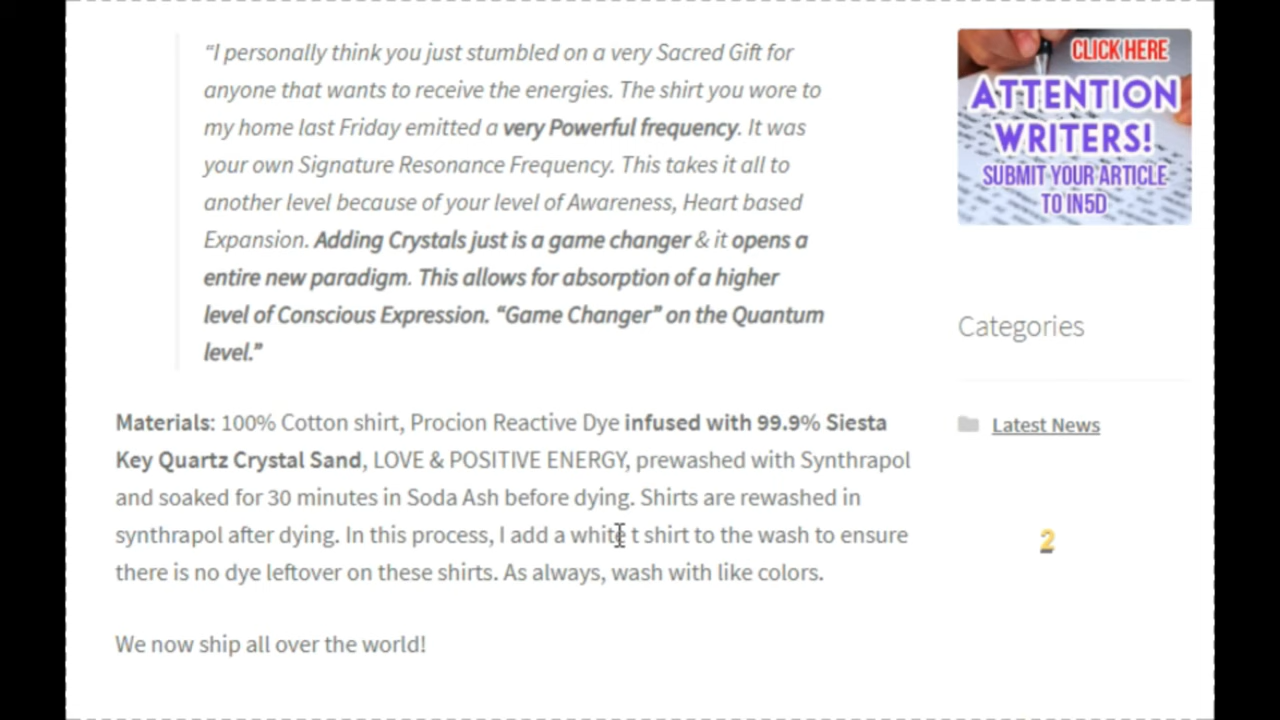 “I personally think you just stumbled on a very Sacred Gift for
anyone that wants to receive the energies. The shirt you wore to
my home last Friday emitted a very Powerful frequency. It was
your own Signature Resonance Frequency. This takes it all to
another level because of your level of Awareness, Heart based
Expansion. Adding Crystals just is a game changer & it opens a
entire new paradigm. This allows for absorption of a higher
level of Conscious Expression. “Game Changer” on the Quantum
level.”
Materials: 100% Cotton shirt, Procion Reactive Dye infused with 99.9% Siesta
Key Quartz Crystal Sand, LOVE & POSITIVE ENERGY, prewashed with Synthrapol
and soaked for 30 minutes in Soda Ash before dying. Shirts are rewashed in
synthrapol after dying. In this process, I add a white t shirt to the wash to ensure
there is no dye leftover on these shirts. As always, wash with like colors.
We now ship all over the world!
CLICK HERE
ATTENTION
WRITERS!
SUBMIT YOUR ARTICLE
TO IN5D
Categories
Latest News
2